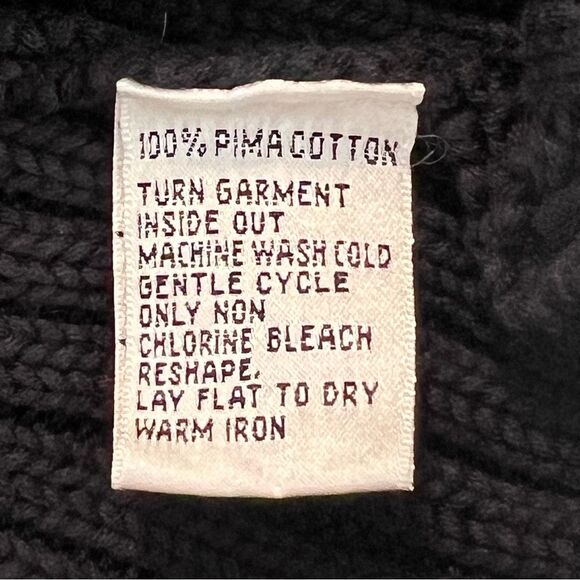 100% PIMA COTTON
TURN GARMENT
INSIDE OUT
MACHINE WASH COLD
GENTLE CYCLE
ONLY NON
CHLORINE BLEACH
RESHAPE.
LAY FLAT TO DRY
WARM IRON